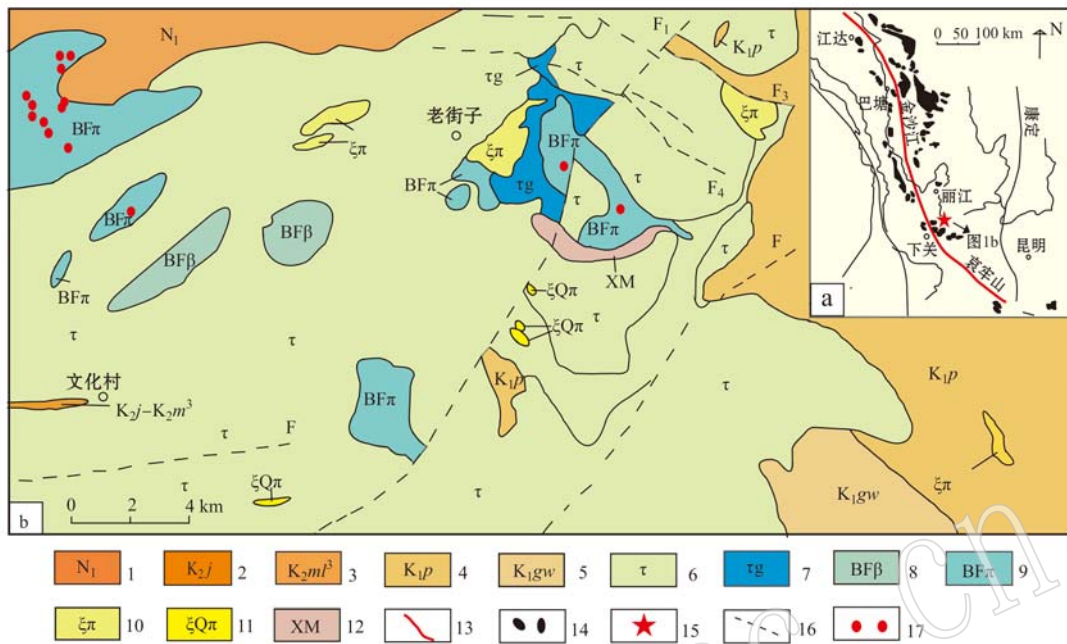 N₁
F₁
K₁p
τ
τg
τ
F₃
BFπ
ξπ
老街子
ξπ
BFπ
ξπ
BFπ
τg
τ
F₄
BFπ
BFπ
BFβ
BFβ
BFπ
XM
τ
F
ξQπ
τ
ξQπ
τ
τ
K₁p
BFπ
τ
K₁p
文化村
K₂j–K₂m³
F
τ
τ
ξQπ
τ
K₁gw
ξπ
0 2 4 km
b
江达
0 50 100 km
N
巴塘
金沙江
康定
丽江
图1b
下关
昆明
哀牢山
a
N₁ 1 K₂j 2 K₂ml³ 3 K₁p 4 K₁gw 5 τ 6 τg 7 BFβ 8 BFπ 9
ξπ 10 ξQπ 11 XM 12 13 14 15 16 17
cn